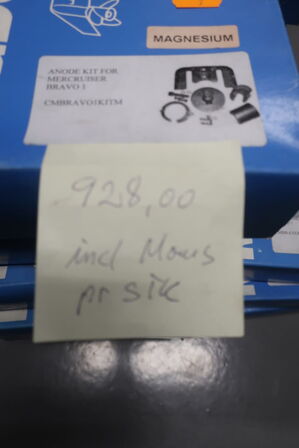 MAGNESIUM
ANODE KIT FOR
MERCRUISER
BRAVO 1
CMBRAVO1KITM
928,00
incl Moms
pr stk